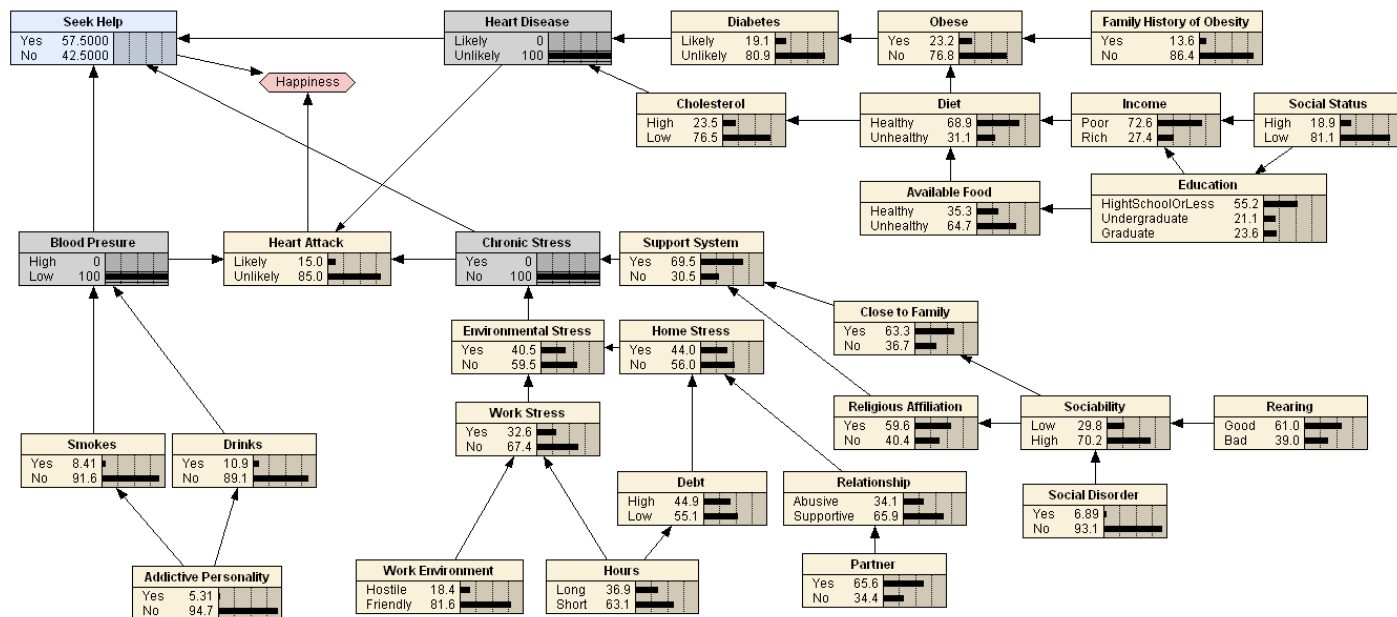 Seek Help
Yes 57.5000
No 42.5000
Heart Disease
Likely 0
Unlikely 100
Diabetes
Likely 19.1
Unlikely 80.9
Obese
Yes 23.2
No 76.8
Family History of Obesity
Yes 13.6
No 86.4
Happiness
Cholesterol
High 23.5
Low 76.5
Diet
Healthy 68.9
Unhealthy 31.1
Income
Poor 72.6
Rich 27.4
Social Status
High 18.9
Low 81.1
Available Food
Healthy 35.3
Unhealthy 64.7
Education
HightSchoolOrLess 55.2
Undergraduate 21.1
Graduate 23.6
Blood Presure
High 0
Low 100
Heart Attack
Likely 15.0
Unlikely 85.0
Chronic Stress
Yes 0
No 100
Support System
Yes 69.5
No 30.5
Close to Family
Yes 63.3
No 36.7
Environmental Stress
Yes 40.5
No 59.5
Home Stress
Yes 44.0
No 56.0
Work Stress
Yes 32.6
No 67.4
Religious Affiliation
Yes 59.6
No 40.4
Sociability
Low 29.8
High 70.2
Rearing
Good 61.0
Bad 39.0
Smokes
Yes 8.41
No 91.6
Drinks
Yes 10.9
No 89.1
Debt
High 44.9
Low 55.1
Relationship
Abusive 34.1
Supportive 65.9
Social Disorder
Yes 6.89
No 93.1
Addictive Personality
Yes 5.31
No 94.7
Work Environment
Hostile 18.4
Friendly 81.6
Hours
Long 36.9
Short 63.1
Partner
Yes 65.6
No 34.4